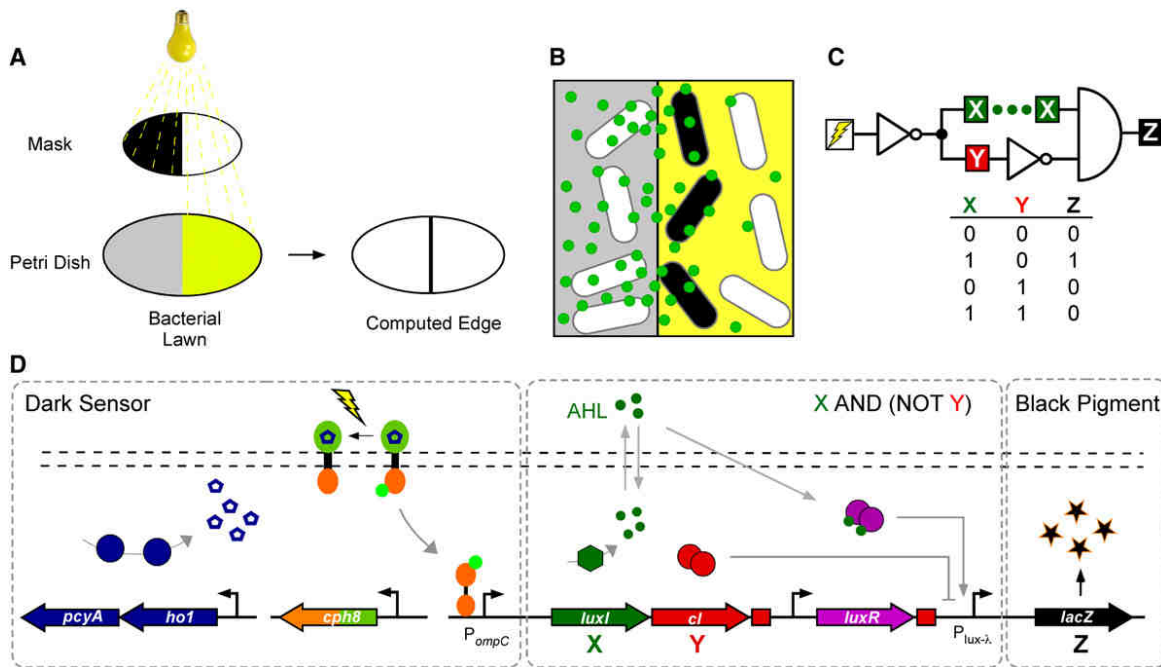 A
Mask
Petri Dish
Bacterial
Lawn
Computed Edge
B
C
X X
Y
Z
X Y Z
0 0 0
1 0 1
0 1 0
1 1 0
D
Dark Sensor
AHL
X AND (NOT Y)
Black Pigment
pcyA ho1 cph8 PompC luxI cI luxR Plux-λ lacZ
X Y Z